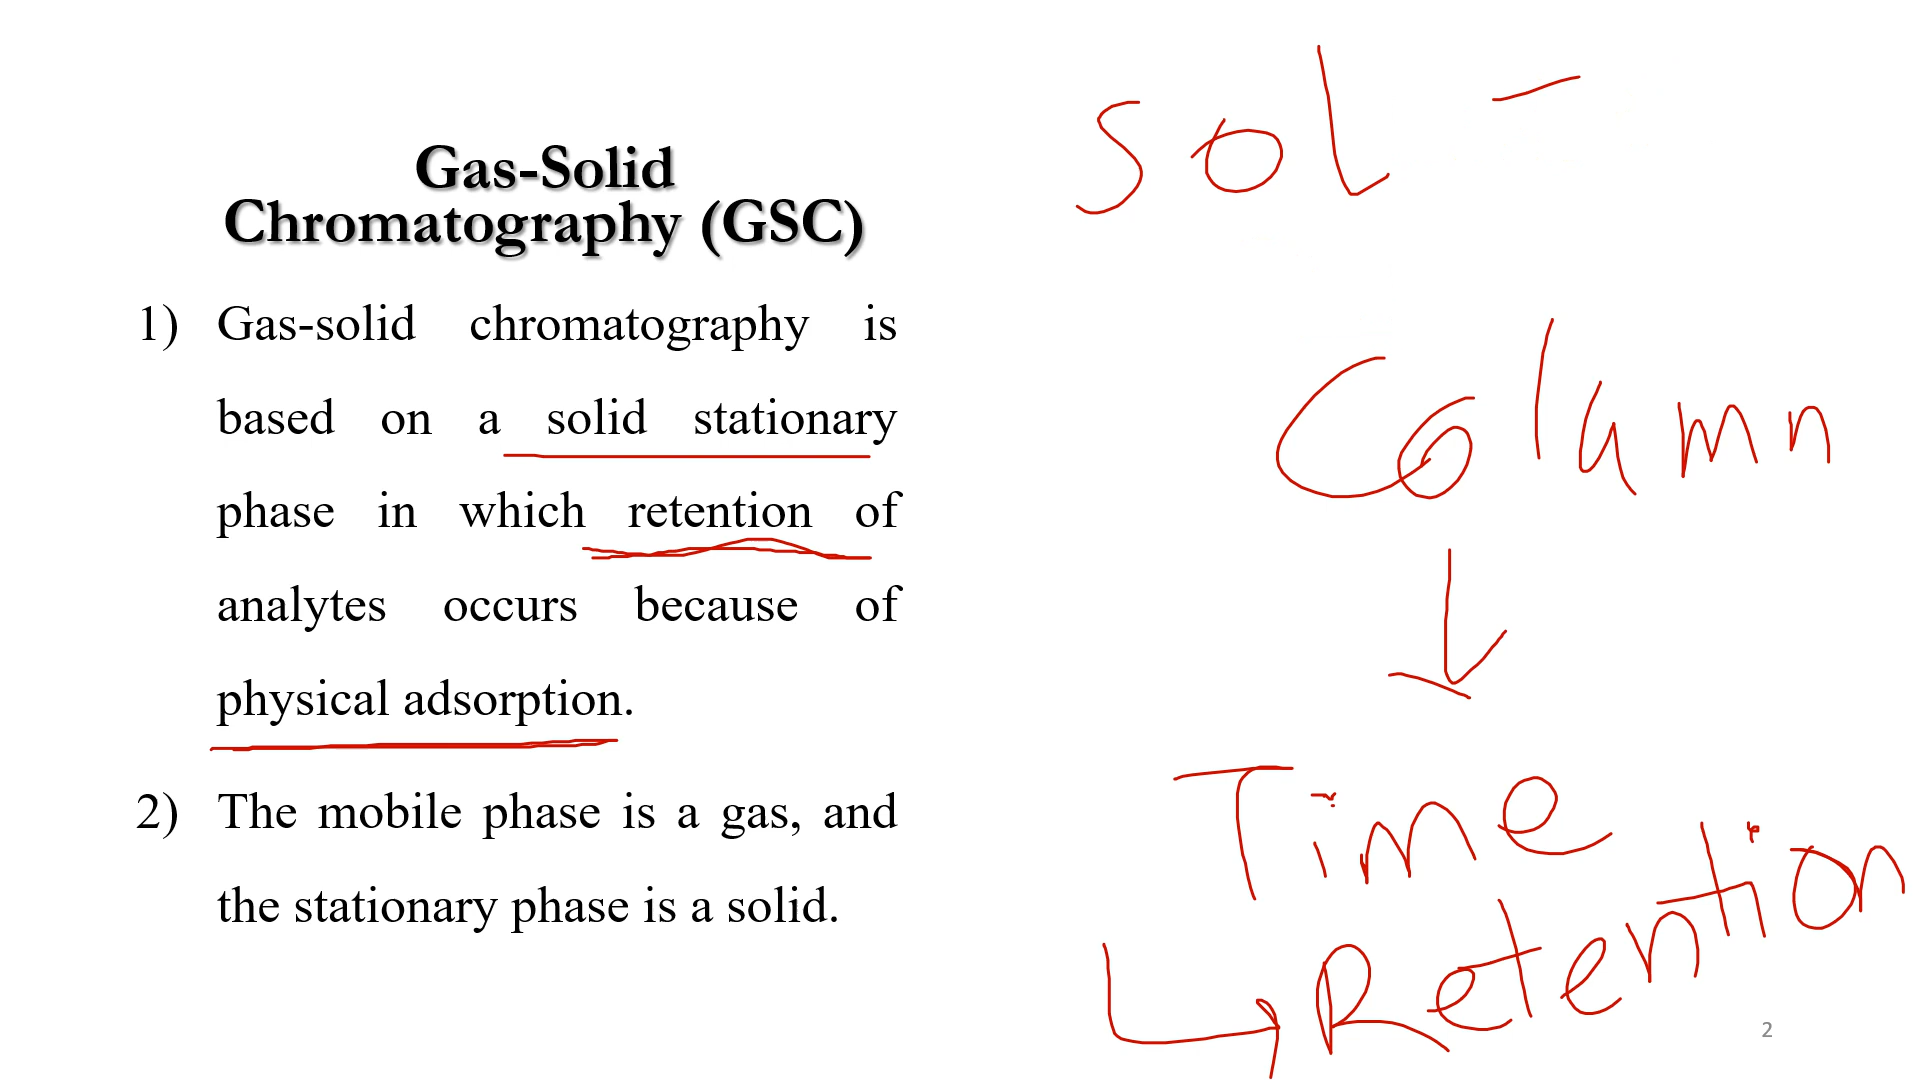 Gas-Solid
Chromatography (GSC)
1) Gas-solid chromatography is
based on a solid stationary
phase in which retention of
analytes occurs because of
physical adsorption.
2) The mobile phase is a gas, and
the stationary phase is a solid.
Sol -
Column
Time
Retention
2